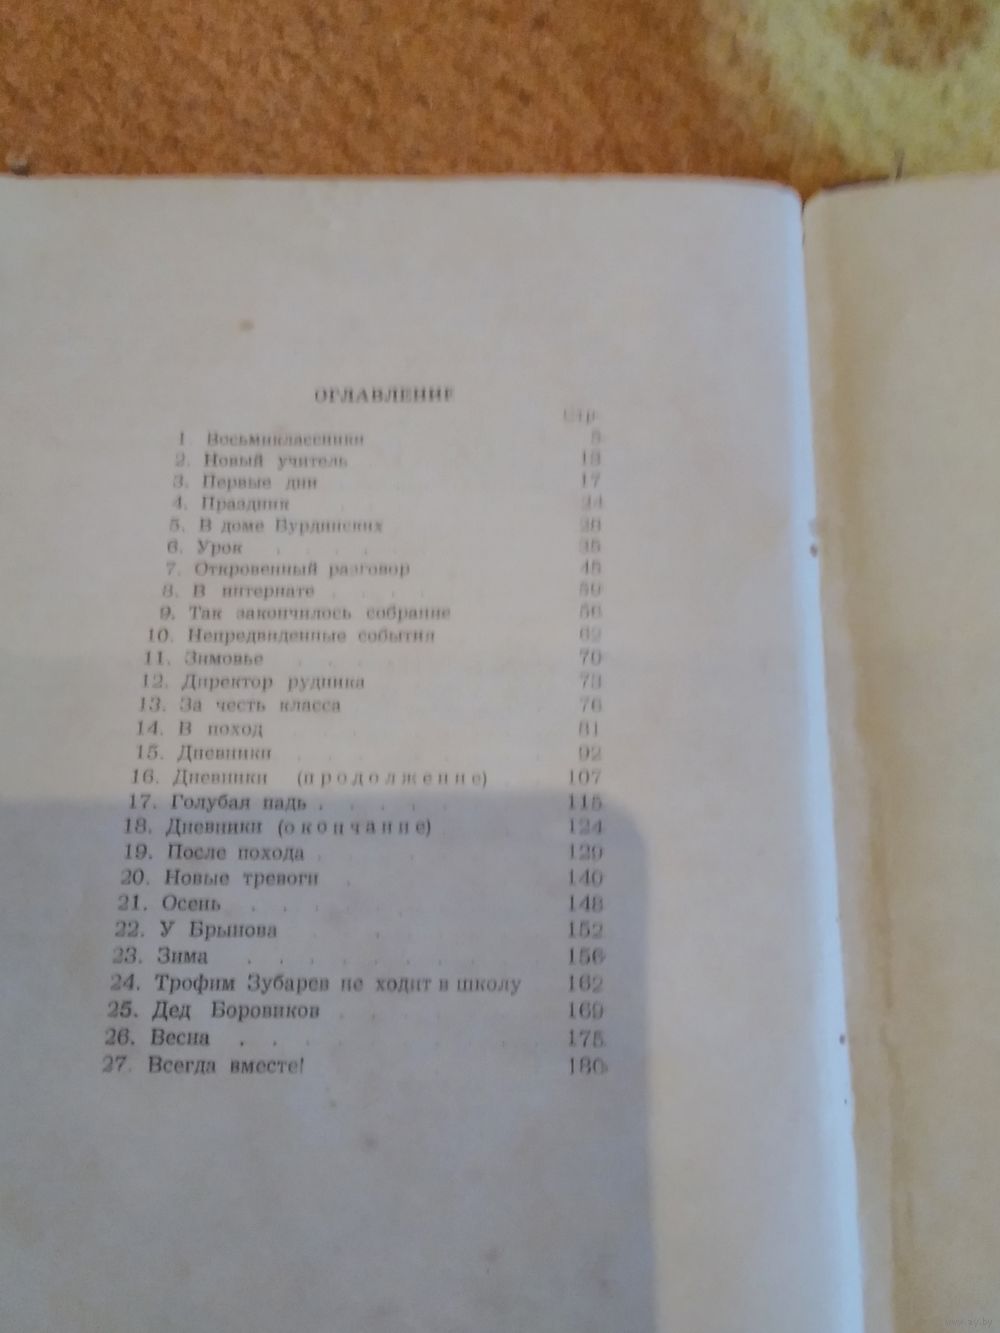 ОГЛАВЛЕНИЕ
Стр.
1. Восьмиклассники 5
2. Новый учитель 13
3. Первые дни 17
4. Праздник 24
5. В доме Бурдинских 28
6. Урок . . . . . 35
7. Откровенный разговор 45
8. В интернате . . . . 50
9. Так закончилось собрание 56
10. Непредвиденные события 62
11. Зимовье . . . . 70
12. Директор рудника 73
13. За честь класса 76
14. В поход 81
15. Дневники 92
16. Дневники (продолжение) 107
17. Голубая падь . . . . . 115
18. Дневники (окончание) 124
19. После похода . 129
20. Новые тревоги . 140
21. Осень . . . 148
22. У Брынова . . . 152
23. Зима . . . . . . . 156
24. Трофим Зубарев не ходит в школу 162
25. Дед Боровиков . . . . 169
26. Весна . . . . . . . 175
27. Всегда вместе! 180
www.ay.by